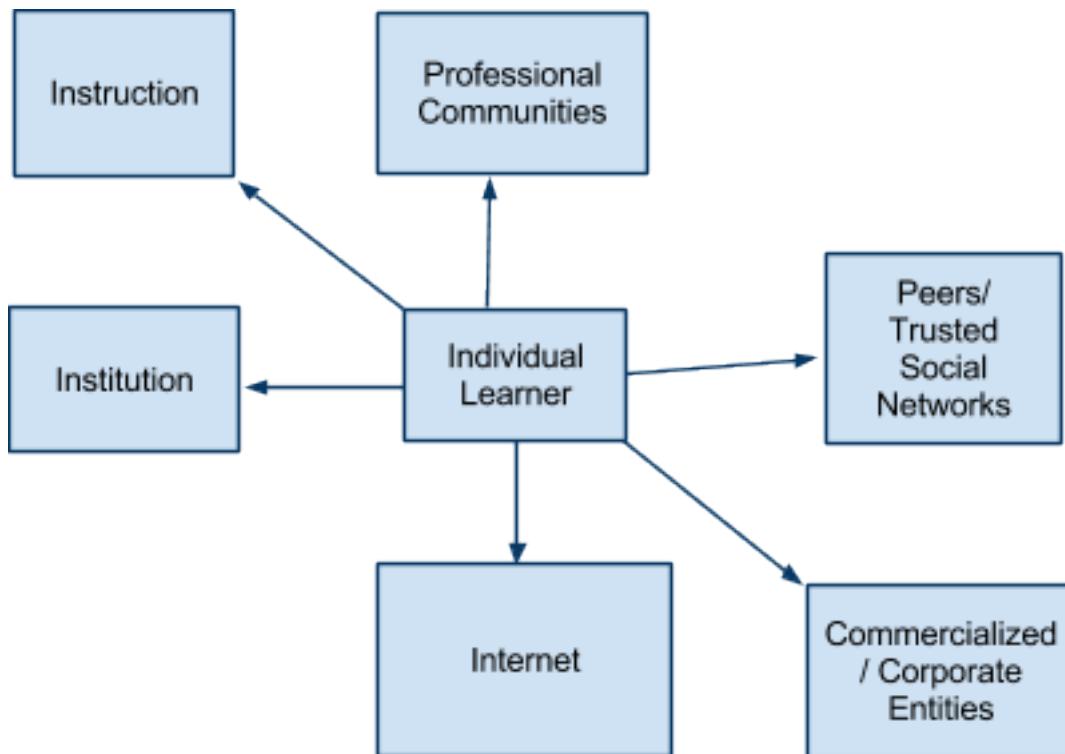 Instruction
Professional
Communities
Peers/
Trusted
Social
Networks
Institution
Individual
Learner
Internet
Commercialized
/ Corporate
Entities